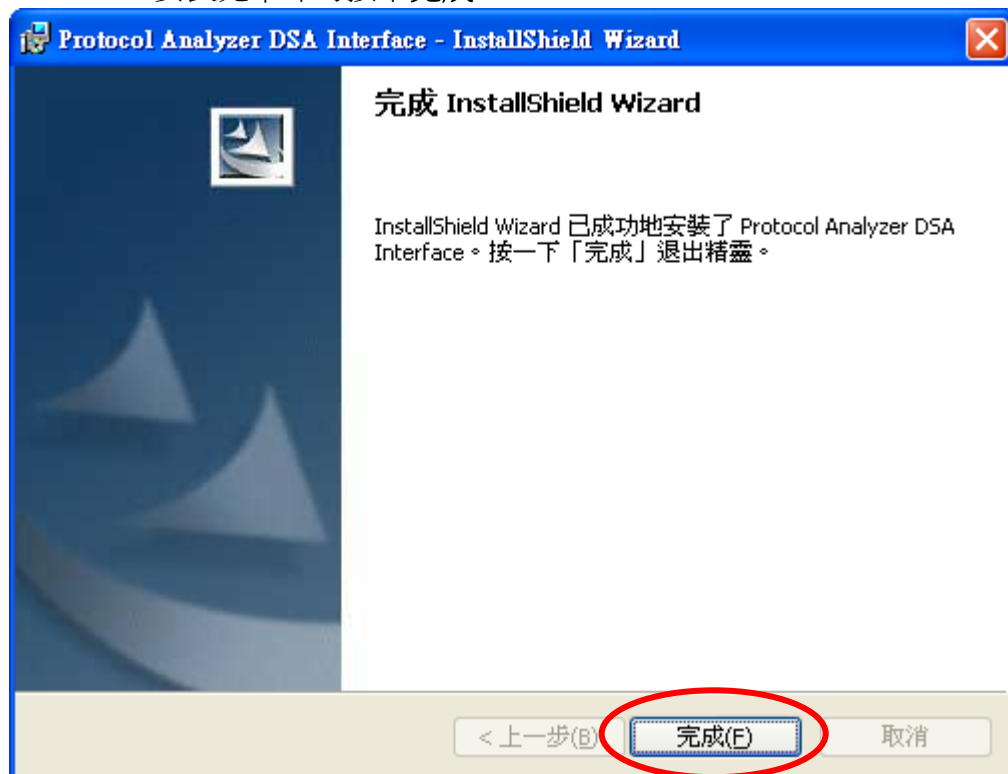 Protocol Analyzer DSA Interface - InstallShield Wizard
完成 InstallShield Wizard
InstallShield Wizard 已成功地安裝了 Protocol Analyzer DSA
Interface。按一下「完成」退出精靈。
<上一步(B)
完成(F)
取消